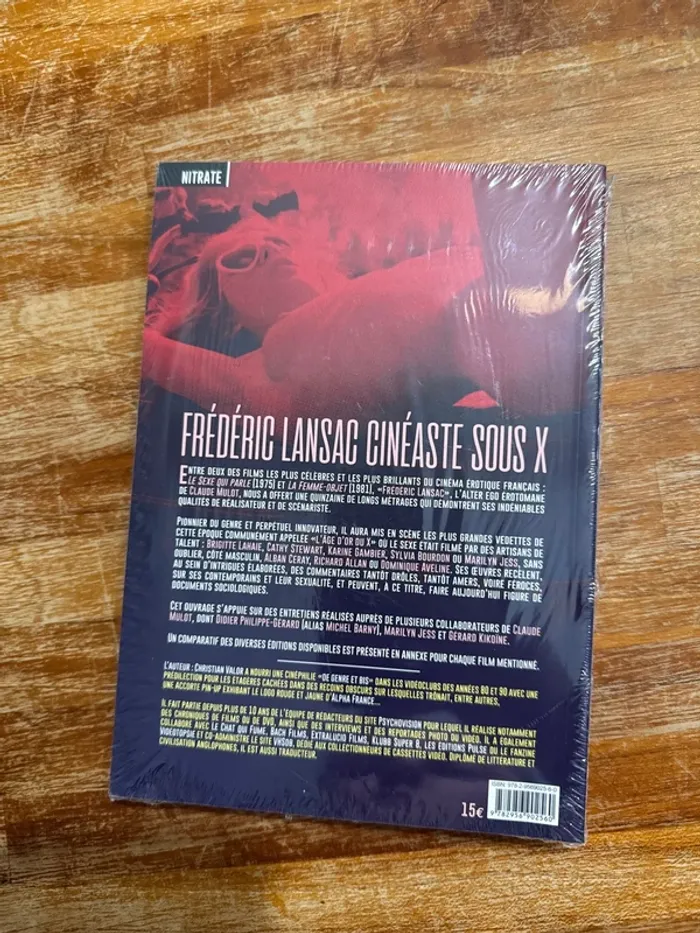 NITRATE
FRÉDÉRIC LANSAC CINÉASTE SOUS X
ENTRE DEUX DES FILMS LES PLUS CÉLÈBRES ET LES PLUS BRILLANTS DU CINÉMA ÉROTIQUE FRANÇAIS :
LE SEXE QUI PARLE (1975) ET LA FEMME-OBJET (1981), «FRÉDÉRIC LANSAC», L'ALTER EGO ÉROTOMANE
DE CLAUDE MULOT, NOUS A OFFERT UNE QUINZAINE DE LONGS MÉTRAGES QUI DÉMONTRENT SES INDÉNIABLES
QUALITÉS DE RÉALISATEUR ET DE SCÉNARISTE.
PIONNIER DU GENRE ET PERPÉTUEL INNOVATEUR, IL AURA MIS EN SCÈNE LES PLUS GRANDES VEDETTES DE
CETTE ÉPOQUE COMMUNÉMENT APPELÉE «L'ÂGE D'OR DU X» OÙ LE SEXE ÉTAIT FILMÉ PAR DES ARTISANS DE
TALENT : BRIGITTE LAHAIE, CATHY STEWART, KARINE GAMBIER, SYLVIA BOURDON OU MARILYN JESS, SANS
OUBLIER, CÔTÉ MASCULIN, ALBAN CERAY, RICHARD ALLAN OU DOMINIQUE AVELINE. SES ŒUVRES RECÈLENT,
AU SEIN D'INTRIGUES ÉLABORÉES, DES COMMENTAIRES TANTÔT DRÔLES, TANTÔT AMERS, VOIRE FÉROCES,
SUR SES CONTEMPORAINS ET LEUR SEXUALITÉ, ET PEUVENT, À CE TITRE, FAIRE AUJOURD'HUI FIGURE DE
DOCUMENTS SOCIOLOGIQUES.
CET OUVRAGE S'APPUIE SUR DES ENTRETIENS RÉALISÉS AUPRÈS DE PLUSIEURS COLLABORATEURS DE CLAUDE
MULOT, DONT DIDIER PHILIPPE-GÉRARD (ALIAS MICHEL BARNY), MARILYN JESS ET GÉRARD KIKOÏNE.
UN COMPARATIF DES DIVERSES ÉDITIONS DISPONIBLES EST PRÉSENTÉ EN ANNEXE POUR CHAQUE FILM MENTIONNÉ.
L'AUTEUR : CHRISTIAN VALOR A NOURRI UNE CINÉPHILIE «DE GENRE ET BIS» DANS LES VIDÉOCLUBS DES ANNÉES 80 ET 90 AVEC UNE
PRÉDILECTION POUR LES ÉTAGÈRES CACHÉES DANS DES RECOINS OBSCURS SUR LESQUELLES TRÔNAIT, ENTRE AUTRES,
UNE ACCORTE PIN-UP EXHIBANT LE LOGO ROUGE ET JAUNE D'ALPHA FRANCE...
IL FAIT PARTIE DEPUIS PLUS DE 10 ANS DE L'ÉQUIPE DE RÉDACTEURS DU SITE PSYCHOVISION POUR LEQUEL IL RÉALISE NOTAMMENT
DES CHRONIQUES DE FILMS OU DE DVD, AINSI QUE DES INTERVIEWS ET DES REPORTAGES PHOTO OU VIDÉO. IL A ÉGALEMENT
COLLABORÉ AVEC LE CHAT QUI FUME, BACH FILMS, EXTRALUCID FILMS, KLUBB SUPER 8, LES ÉDITIONS PULSE OU LE FANZINE
VIDÉOTOPSIE ET CO-ADMINISTRE LE SITE VHSDB, DÉDIÉ AUX COLLECTIONNEURS DE CASSETTES VIDÉO. DIPLÔMÉ DE LITTÉRATURE ET
CIVILISATION ANGLOPHONES, IL EST AUSSI TRADUCTEUR.
15€
ISBN: 978-2-9569025-6-0
9 782956 902560